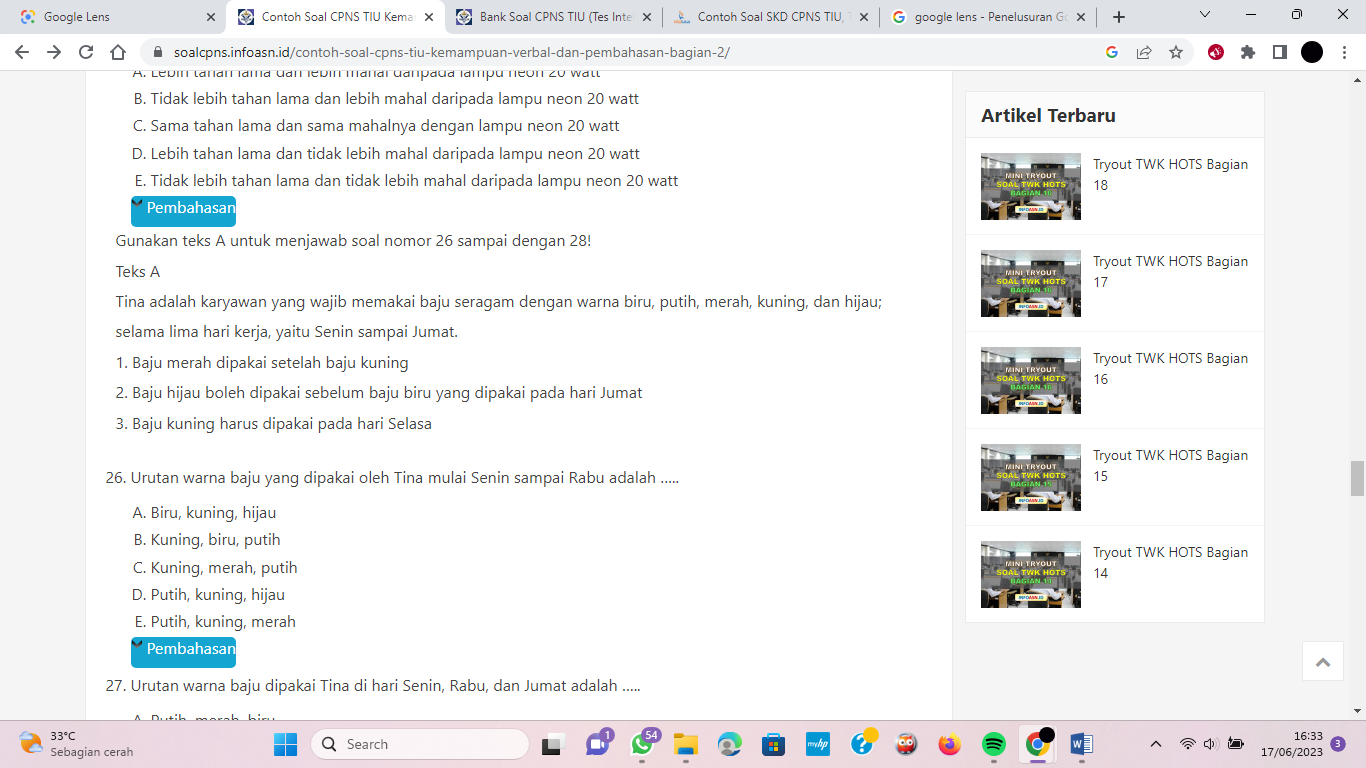 Google Lens
Contoh Soal CPNS TIU Kema
Bank Soal CPNS TIU (Tes Inte
Contoh Soal SKD CPNS TIU, T
google lens - Penelusuran Go
soalcpns.infoasn.id/contoh-soal-cpns-tiu-kemampuan-verbal-dan-pembahasan-bagian-2/
A. Lebih tahan lama dan lebih mahal daripada lampu neon 20 watt
B. Tidak lebih tahan lama dan lebih mahal daripada lampu neon 20 watt
C. Sama tahan lama dan sama mahalnya dengan lampu neon 20 watt
D. Lebih tahan lama dan tidak lebih mahal daripada lampu neon 20 watt
E. Tidak lebih tahan lama dan tidak lebih mahal daripada lampu neon 20 watt
Pembahasan
Gunakan teks A untuk menjawab soal nomor 26 sampai dengan 28!
Teks A
Tina adalah karyawan yang wajib memakai baju seragam dengan warna biru, putih, merah, kuning, dan hijau;
selama lima hari kerja, yaitu Senin sampai Jumat.
1. Baju merah dipakai setelah baju kuning
2. Baju hijau boleh dipakai sebelum baju biru yang dipakai pada hari Jumat
3. Baju kuning harus dipakai pada hari Selasa
26. Urutan warna baju yang dipakai oleh Tina mulai Senin sampai Rabu adalah .....
A. Biru, kuning, hijau
B. Kuning, biru, putih
C. Kuning, merah, putih
D. Putih, kuning, hijau
E. Putih, kuning, merah
Pembahasan
27. Urutan warna baju dipakai Tina di hari Senin, Rabu, dan Jumat adalah .....
A. Putih, merah, biru
Artikel Terbaru
MINI TRYOUT
SOAL TWK HOTS
INFOASN.ID
Tryout TWK HOTS Bagian
18
MINI TRYOUT
SOAL TWK HOTS
INFOASN.ID
Tryout TWK HOTS Bagian
17
MINI TRYOUT
SOAL TWK HOTS
INFOASN.ID
Tryout TWK HOTS Bagian
16
MINI TRYOUT
SOAL TWK HOTS
INFOASN.ID
Tryout TWK HOTS Bagian
15
MINI TRYOUT
SOAL TWK HOTS
INFOASN.ID
Tryout TWK HOTS Bagian
14
33°C
Sebagian cerah
Search
1
54
myhp
16:33
17/06/2023
3